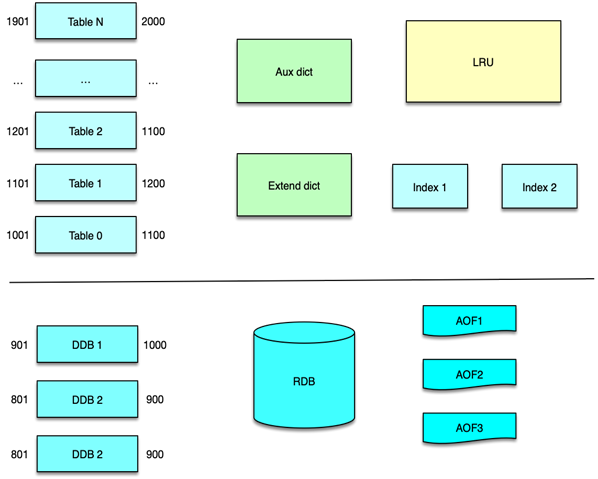 1901 Table N 2000
... ... ...
1201 Table 2 1100
1101 Table 1 1200
1001 Table 0 1100
Aux dict
LRU
Extend dict
Index 1
Index 2
901 DDB 1 1000
801 DDB 2 900
801 DDB 2 900
RDB
AOF1
AOF2
AOF3